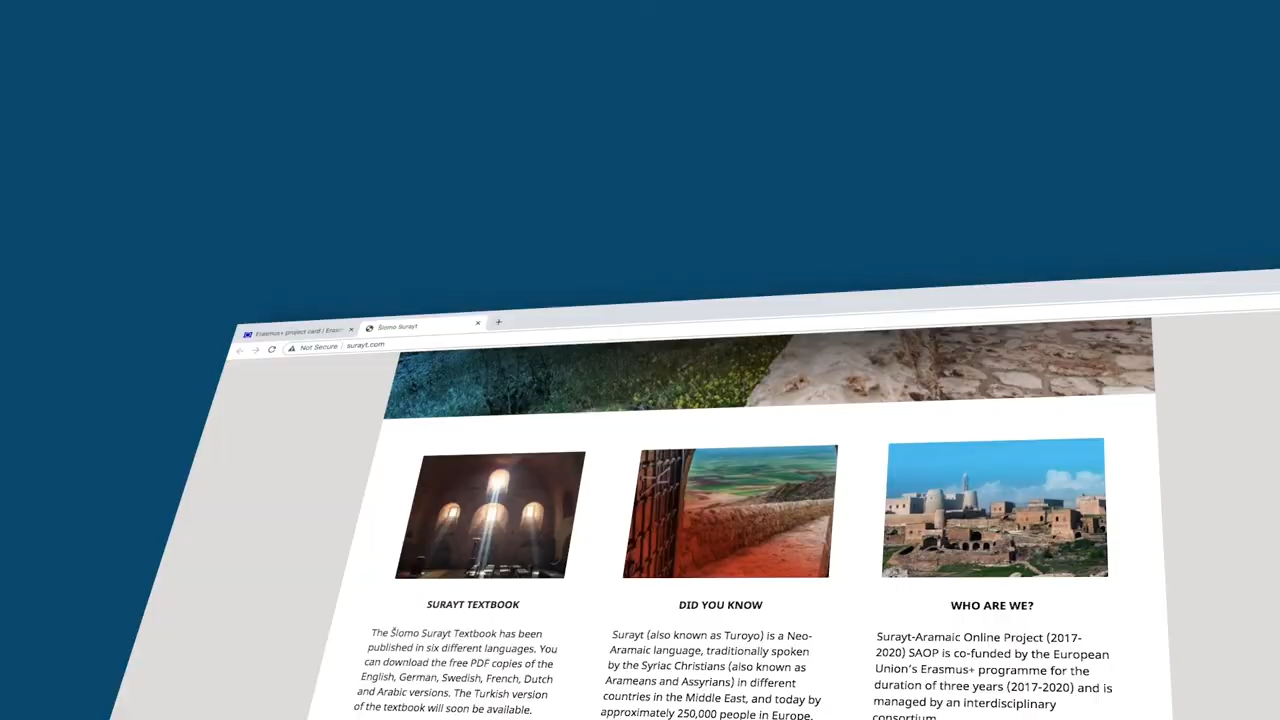 Erasmus+ project card | Erasm
Šlomo Surayt
Not Secure | surayt.com
SURAYT TEXTBOOK
The Šlomo Surayt Textbook has been
published in six different languages. You
can download the free PDF copies of the
English, German, Swedish, French, Dutch
and Arabic versions. The Turkish version
of the textbook will soon be available.
DID YOU KNOW
Surayt (also known as Turoyo) is a Neo-
Aramaic language, traditionally spoken
by the Syriac Christians (also known as
Arameans and Assyrians) in different
countries in the Middle East, and today by
approximately 250,000 people in Europe.
WHO ARE WE?
Surayt-Aramaic Online Project (2017-
2020) SAOP is co-funded by the European
Union's Erasmus+ programme for the
duration of three years (2017-2020) and is
managed by an interdisciplinary
consortium